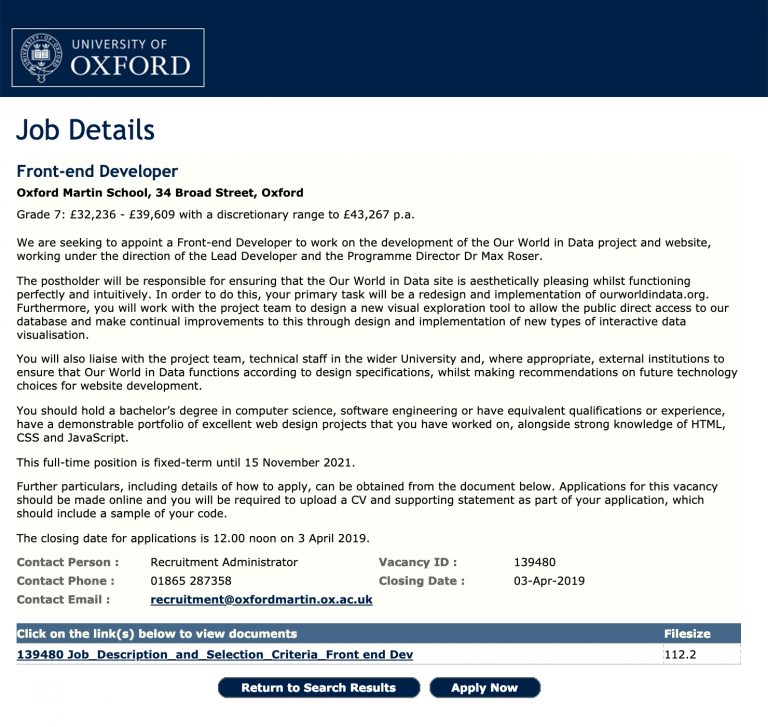 UNIVERSITY OF
OXFORD
Job Details
Front-end Developer
Oxford Martin School, 34 Broad Street, Oxford
Grade 7: £32,236 - £39,609 with a discretionary range to £43,267 p.a.
We are seeking to appoint a Front-end Developer to work on the development of the Our World in Data project and website,
working under the direction of the Lead Developer and the Programme Director Dr Max Roser.
The postholder will be responsible for ensuring that the Our World in Data site is aesthetically pleasing whilst functioning
perfectly and intuitively. In order to do this, your primary task will be a redesign and implementation of ourworldindata.org.
Furthermore, you will work with the project team to design a new visual exploration tool to allow the public direct access to our
database and make continual improvements to this through design and implementation of new types of interactive data
visualisation.
You will also liaise with the project team, technical staff in the wider University and, where appropriate, external institutions to
ensure that Our World in Data functions according to design specifications, whilst making recommendations on future technology
choices for website development.
You should hold a bachelor's degree in computer science, software engineering or have equivalent qualifications or experience,
have a demonstrable portfolio of excellent web design projects that you have worked on, alongside strong knowledge of HTML,
CSS and JavaScript.
This full-time position is fixed-term until 15 November 2021.
Further particulars, including details of how to apply, can be obtained from the document below. Applications for this vacancy
should be made online and you will be required to upload a CV and supporting statement as part of your application, which
should include a sample of your code.
The closing date for applications is 12.00 noon on 3 April 2019.
Contact Person : Recruitment Administrator Vacancy ID : 139480
Contact Phone : 01865 287358 Closing Date : 03-Apr-2019
Contact Email : recruitment@oxfordmartin.ox.ac.uk
Click on the link(s) below to view documents Filesize
139480 Job_Description_and_Selection_Criteria_Front end Dev 112.2
Return to Search Results Apply Now